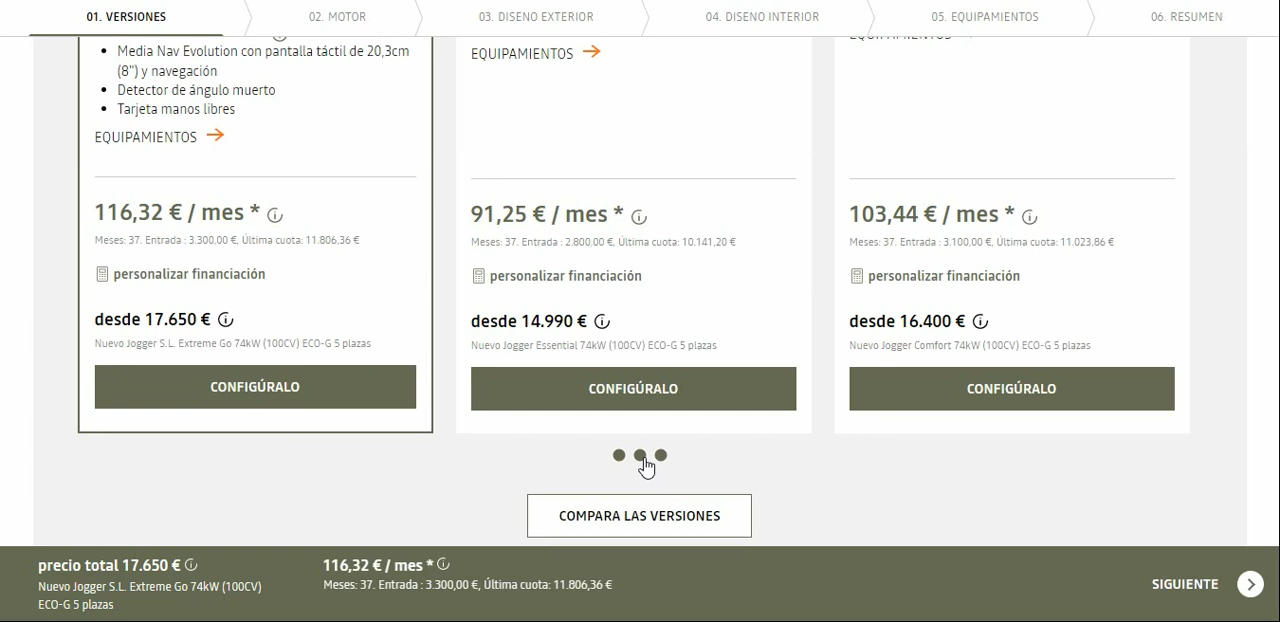 01. VERSIONES
02. MOTOR
03. DISENO EXTERIOR
04. DISENO INTERIOR
05. EQUIPAMIENTOS
06. RESUMEN
Media Nav Evolution con pantalla táctil de 20,3cm
(8") y navegación
Detector de ángulo muerto
Tarjeta manos libres
EQUIPAMIENTOS
116,32 € / mes *
Meses: 37. Entrada : 3.300,00 €, Última cuota: 11.806,36 €
personalizar financiación
desde 17.650 €
Nuevo Jogger S.L. Extreme Go 74kW (100CV) ECO-G 5 plazas
CONFIGÚRALO
EQUIPAMIENTOS
91,25 € / mes *
Meses: 37. Entrada : 2.800,00 €, Última cuota: 10.141,20 €
personalizar financiación
desde 14.990 €
Nuevo Jogger Essential 74kW (100CV) ECO-G 5 plazas
CONFIGÚRALO
EQUIPAMIENTOS
103,44 € / mes *
Meses: 37. Entrada : 3.100,00 €, Última cuota: 11.023,86 €
personalizar financiación
desde 16.400 €
Nuevo Jogger Comfort 74kW (100CV) ECO-G 5 plazas
CONFIGÚRALO
COMPARA LAS VERSIONES
precio total 17.650 €
Nuevo Jogger S.L. Extreme Go 74kW (100CV)
ECO-G 5 plazas
116,32 € / mes *
Meses: 37. Entrada : 3.300,00 €, Última cuota: 11.806,36 €
SIGUIENTE